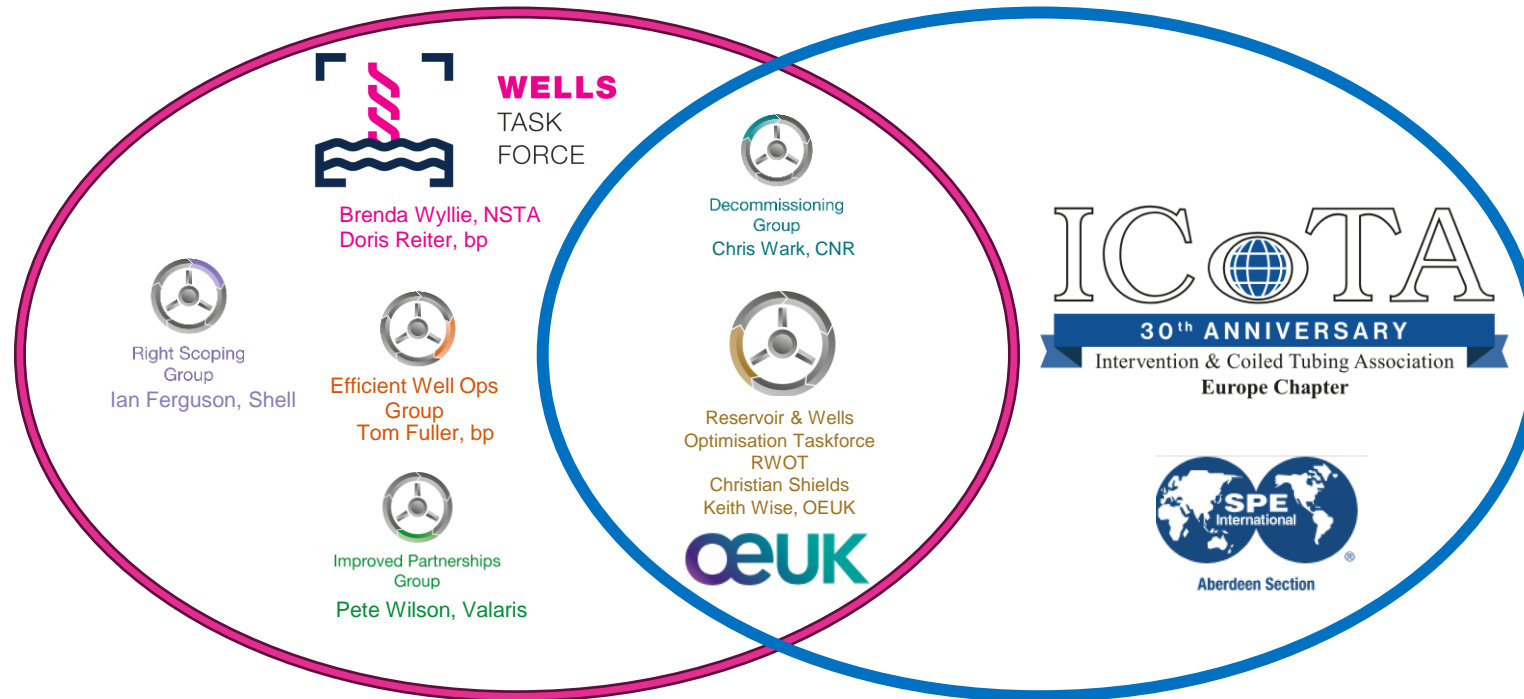 WELLS
TASK
FORCE
Brenda Wyllie, NSTA
Doris Reiter, bp
Right Scoping
Group
Ian Ferguson, Shell
Efficient Well Ops
Group
Tom Fuller, bp
Improved Partnerships
Group
Pete Wilson, Valaris
Decommissioning
Group
Chris Wark, CNR
Reservoir & Wells
Optimisation Taskforce
RWOT
Christian Shields
Keith Wise, OEUK
OEUK
ICoTA
30th ANNIVERSARY
Intervention & Coiled Tubing Association
Europe Chapter
SPE
International
®
Aberdeen Section